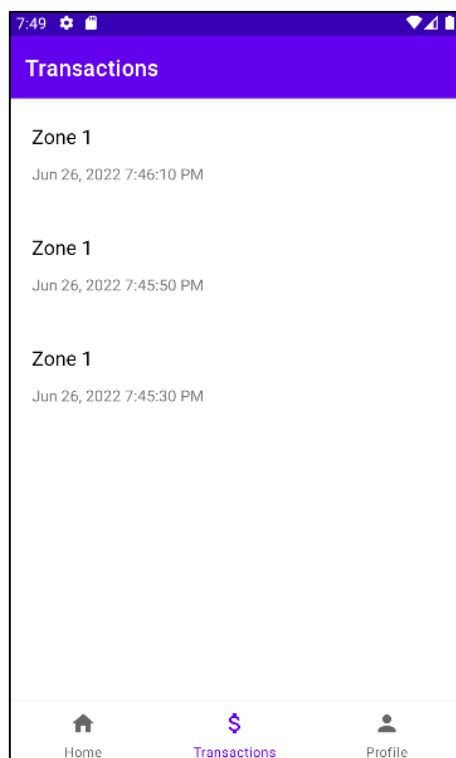 7:49
Transactions
Zone 1
Jun 26, 2022 7:46:10 PM
Zone 1
Jun 26, 2022 7:45:50 PM
Zone 1
Jun 26, 2022 7:45:30 PM
$
Home Transactions Profile